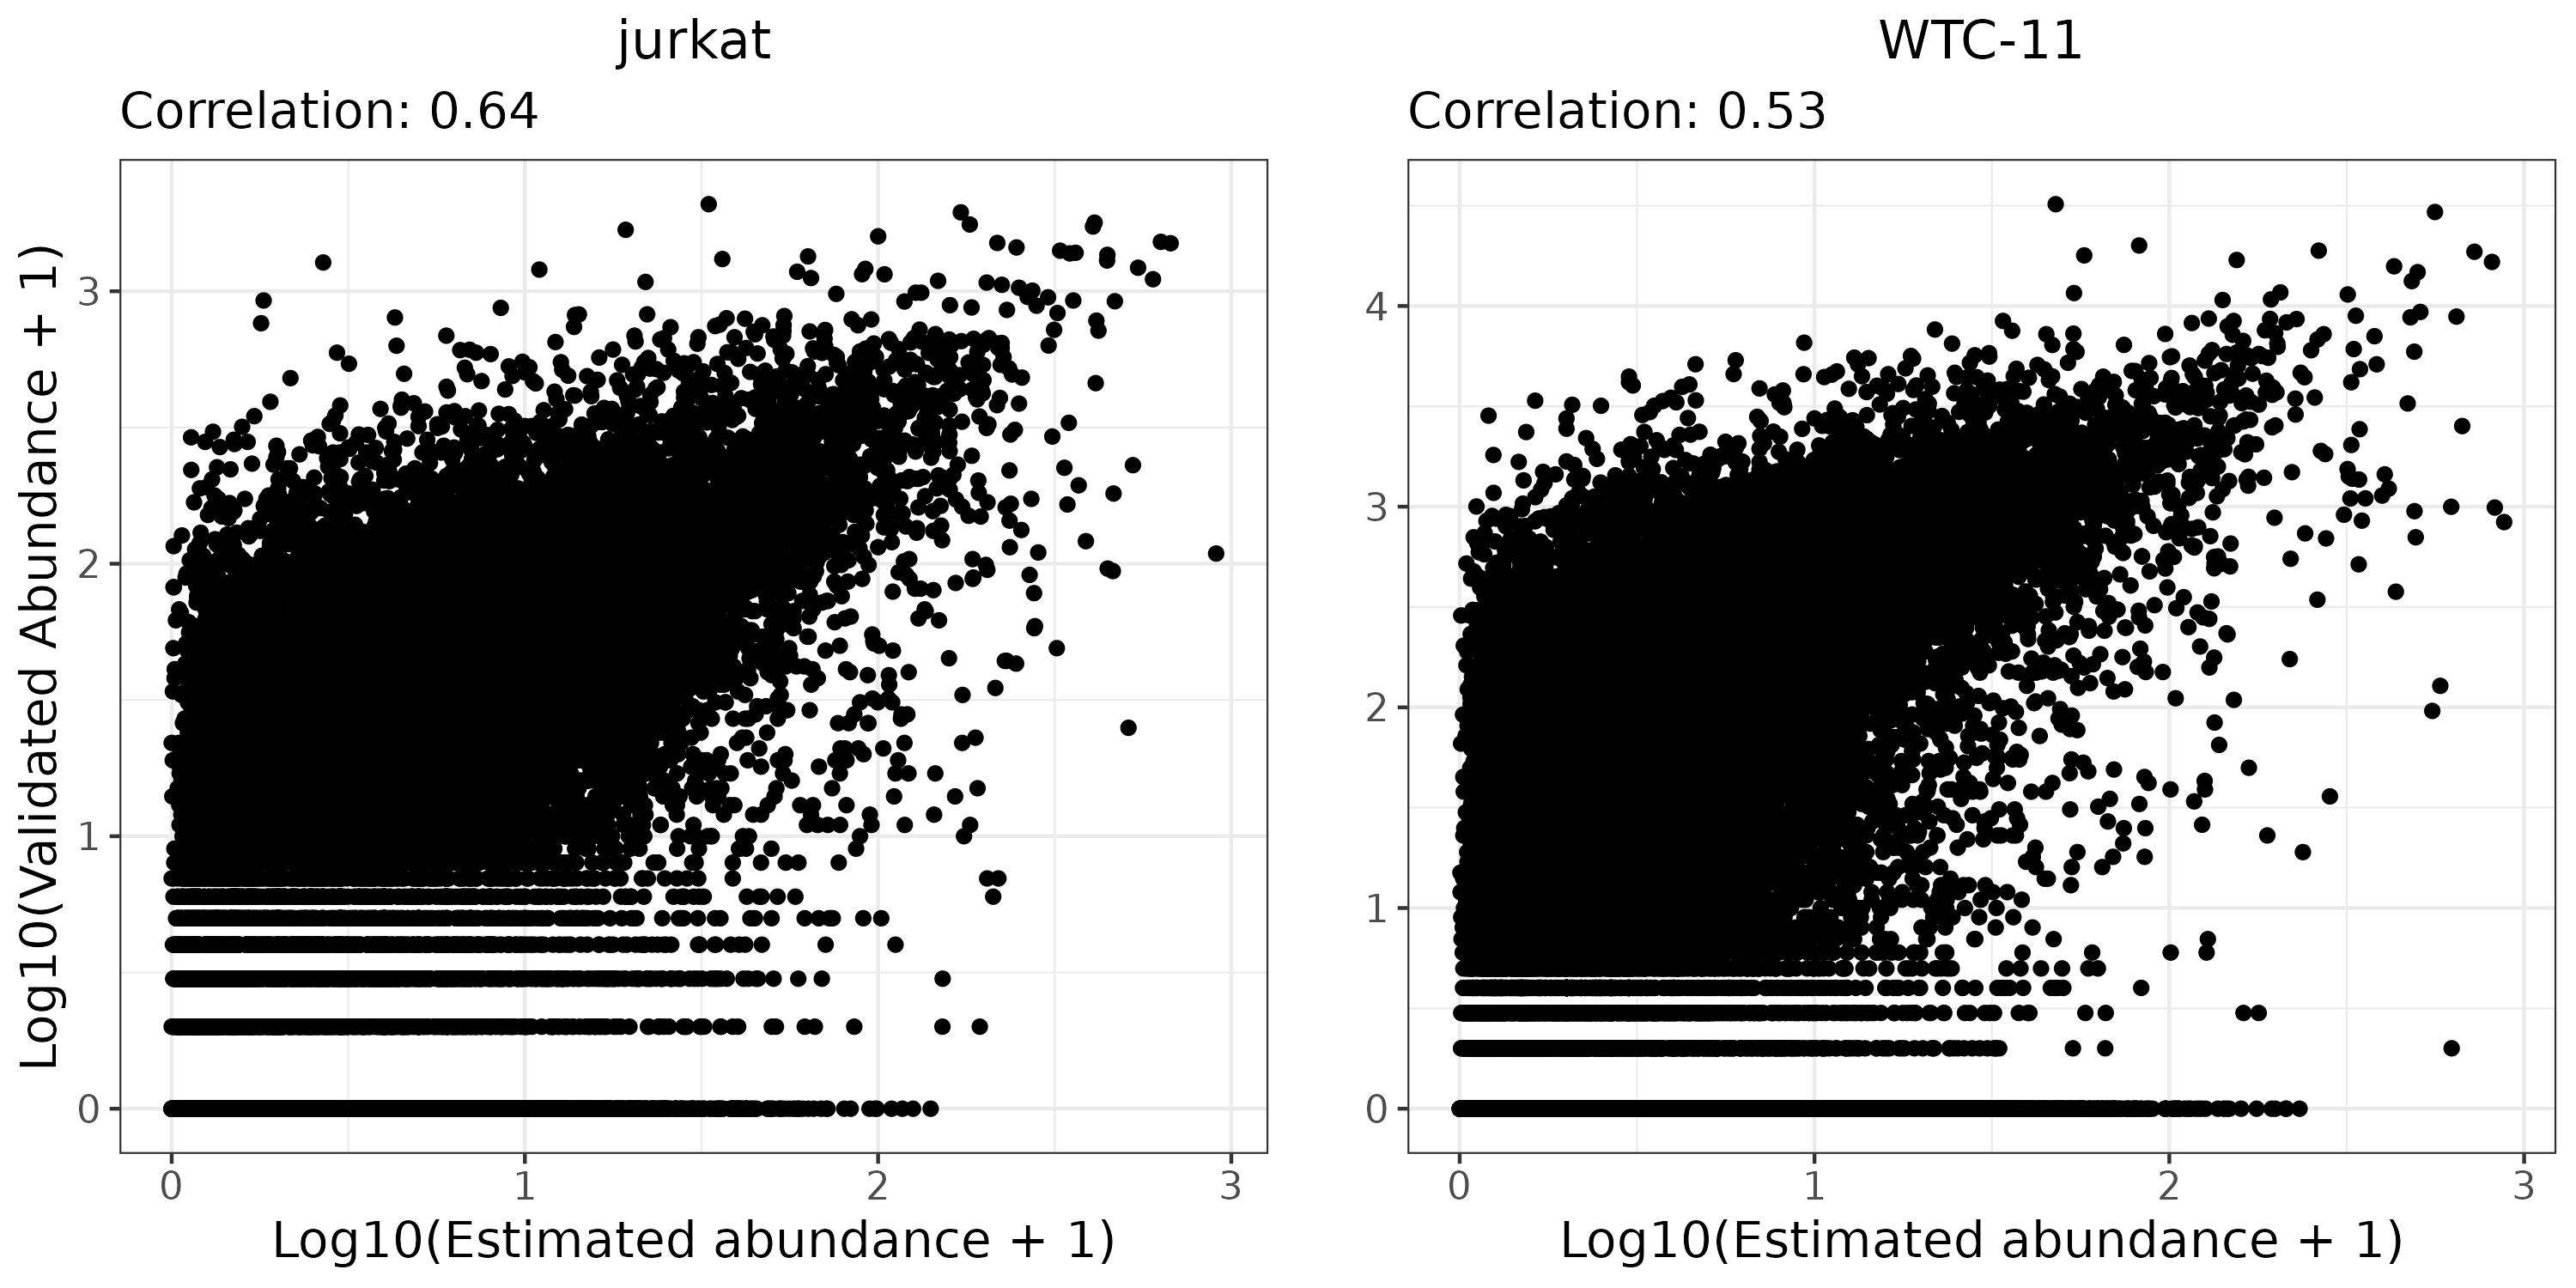 jurkat
Correlation: 0.64
Log10(Validated Abundance + 1)
3
2
1
0
0 1 2 3
Log10(Estimated abundance + 1)
WTC-11
Correlation: 0.53
4
3
2
1
0
0 1 2 3
Log10(Estimated abundance + 1)